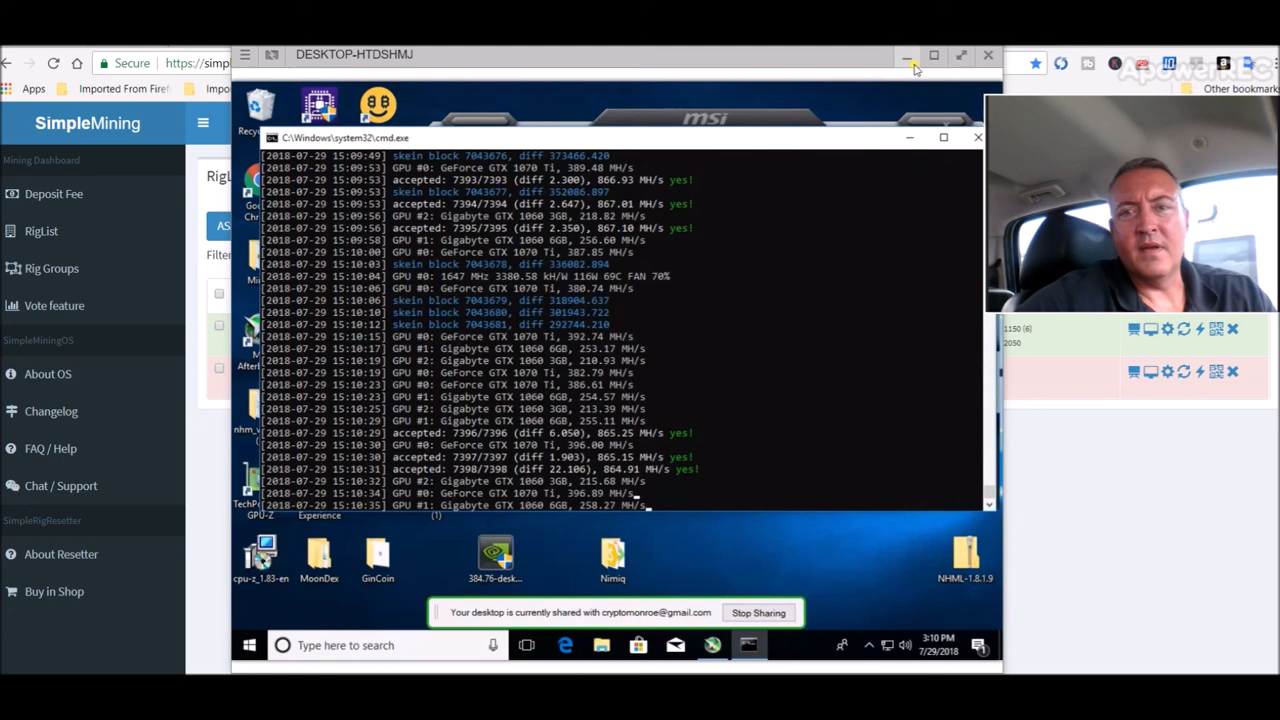 DESKTOP-HTDSHMJ
ApowerREC
Secure
https://simp
Apps
Imported From Firef
Other bookmarks
SimpleMining
Mining Dashboard
Deposit Fee
RigList
Rig Groups
Vote feature
SimpleMiningOS
About OS
Changelog
FAQ / Help
Chat / Support
SimpleRigResetter
About Resetter
Buy in Shop
RigL
Filter
msi
C:\Windows\system32\cmd.exe
[2018-07-29 15:09:49] skein block 7043676, diff 373466.420
[2018-07-29 15:09:53] GPU #0: GeForce GTX 1070 Ti, 389.48 MH/s
[2018-07-29 15:09:53] accepted: 7393/7393 (diff 2.300), 866.93 MH/s yes!
[2018-07-29 15:09:53] skein block 7043677, diff 352086.897
[2018-07-29 15:09:53] accepted: 7394/7394 (diff 2.647), 867.01 MH/s yes!
[2018-07-29 15:09:56] GPU #2: Gigabyte GTX 1060 3GB, 218.82 MH/s
[2018-07-29 15:09:56] accepted: 7395/7395 (diff 2.350), 867.10 MH/s yes!
[2018-07-29 15:09:58] GPU #1: Gigabyte GTX 1060 6GB, 256.60 MH/s
[2018-07-29 15:10:00] GPU #0: GeForce GTX 1070 Ti, 387.85 MH/s
[2018-07-29 15:10:03] skein block 7043678, diff 336082.894
[2018-07-29 15:10:04] GPU #0: 1647 MHz 3380.58 kH/W 116W 69C FAN 70%
[2018-07-29 15:10:06] GPU #0: GeForce GTX 1070 Ti, 380.74 MH/s
[2018-07-29 15:10:06] skein block 7043679, diff 318904.637
[2018-07-29 15:10:10] skein block 7043680, diff 301943.722
[2018-07-29 15:10:12] skein block 7043681, diff 292744.210
[2018-07-29 15:10:15] GPU #0: GeForce GTX 1070 Ti, 392.74 MH/s
[2018-07-29 15:10:17] GPU #1: Gigabyte GTX 1060 6GB, 253.17 MH/s
[2018-07-29 15:10:19] GPU #2: Gigabyte GTX 1060 3GB, 210.93 MH/s
[2018-07-29 15:10:19] GPU #0: GeForce GTX 1070 Ti, 382.79 MH/s
[2018-07-29 15:10:23] GPU #0: GeForce GTX 1070 Ti, 386.61 MH/s
[2018-07-29 15:10:23] GPU #1: Gigabyte GTX 1060 6GB, 254.57 MH/s
[2018-07-29 15:10:25] GPU #2: Gigabyte GTX 1060 3GB, 213.39 MH/s
[2018-07-29 15:10:29] GPU #1: Gigabyte GTX 1060 6GB, 255.11 MH/s
[2018-07-29 15:10:29] accepted: 7396/7396 (diff 6.050), 865.25 MH/s yes!
[2018-07-29 15:10:30] GPU #0: GeForce GTX 1070 Ti, 396.00 MH/s
[2018-07-29 15:10:30] accepted: 7397/7397 (diff 1.903), 865.15 MH/s yes!
[2018-07-29 15:10:31] accepted: 7398/7398 (diff 22.106), 864.91 MH/s yes!
[2018-07-29 15:10:32] GPU #2: Gigabyte GTX 1060 3GB, 215.68 MH/s
[2018-07-29 15:10:34] GPU #0: GeForce GTX 1070 Ti, 396.89 MH/s
[2018-07-29 15:10:35] GPU #1: Gigabyte GTX 1060 6GB, 258.27 MH/s
1150 (6)
2050
GPU-Z
Experience
(1)
cpu-z_1.83-en
MoonDex
GinCoin
384.76-desk...
Nimiq
NHML-1.8.1.9
Your desktop is currently shared with cryptomonroe@gmail.com
Stop Sharing
Type here to search
3:10 PM
7/29/2018